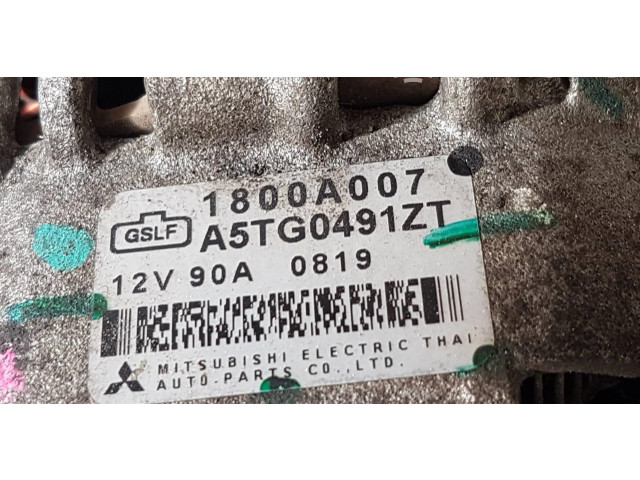 1800A007
GSLF A5TG0491ZT
12V 90A 0819
MITSUBISHI ELECTRIC THAI
AUTO-PARTS CO.,LTD.